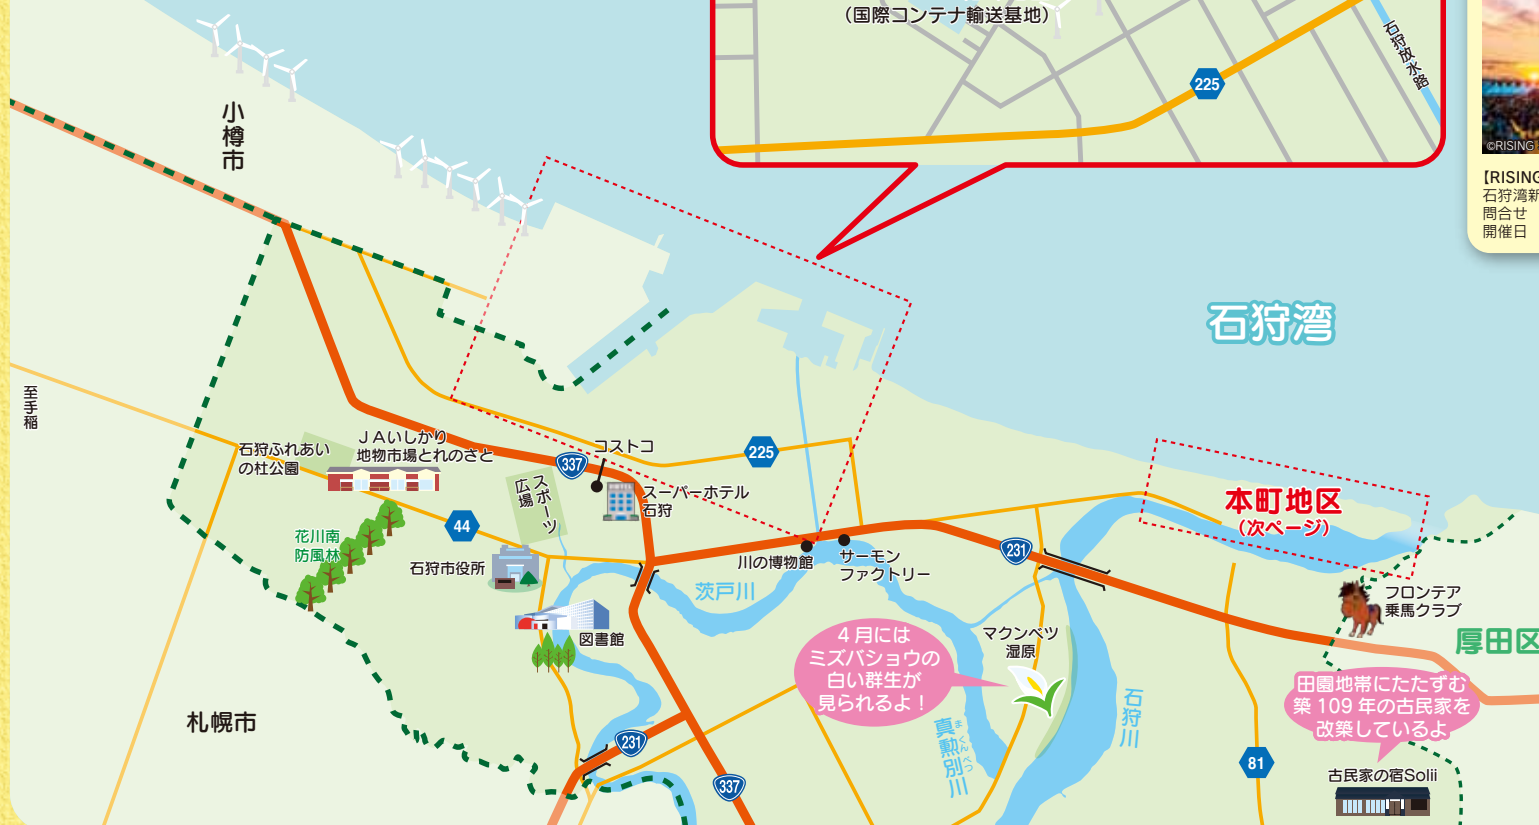 (国際コンテナ輸送基地)
225
石狩放水路
©RISING
【RISING
石狩湾新
問合せ
開催日
小樽市
石狩湾
至手稲
石狩ふれあい
の杜公園
JAいしかり
地物市場とれのさと
337
コストコ
225
スーパーホテル
石狩
スポーツ
広場
44
花川南
防風林
石狩市役所
図書館
川の博物館
サーモン
ファクトリー
茨戸川
231
本町地区
(次ページ)
フロンテア
乗馬クラブ
厚田区
4月には
ミズバショウの
白い群生が
見られるよ!
マクンベツ
湿原
田園地帯にたたずむ
築109年の古民家を
改築しているよ
札幌市
231
337
真勲別川
まくんべつ
石狩川
81
古民家の宿Solii